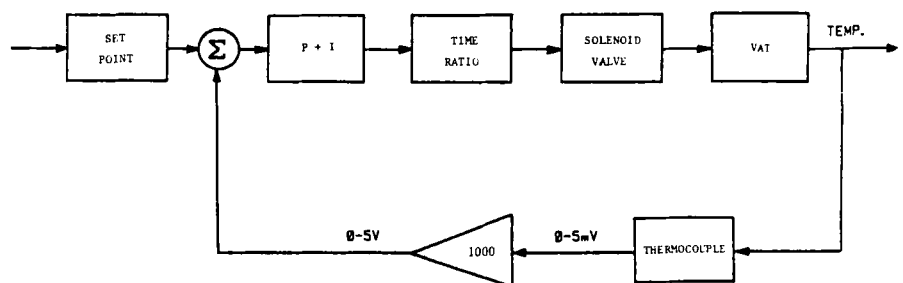 SET
POINT
Σ
P + I
TIME
RATIO
SOLENOID
VALVE
VAT
TEMP.
0-5V
1000
0-5mV
THERMOCOUPLE